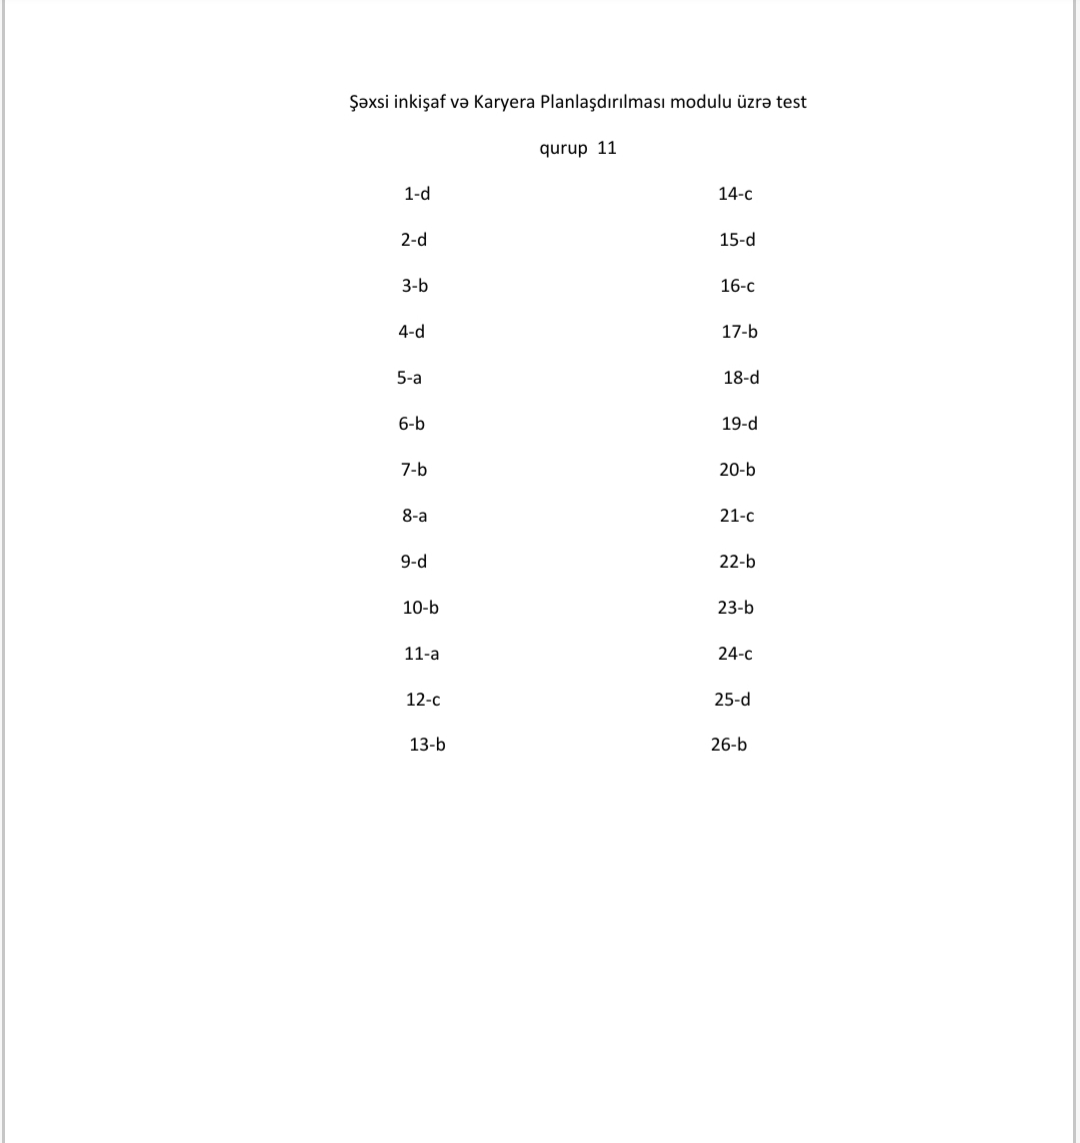 Şəxsi inkişaf və Karyera Planlaşdırılması modulu üzrə test
qurup 11
1-d
2-d
3-b
4-d
5-a
6-b
7-b
8-a
9-d
10-b
11-a
12-c
13-b
14-c
15-d
16-c
17-b
18-d
19-d
20-b
21-c
22-b
23-b
24-c
25-d
26-b